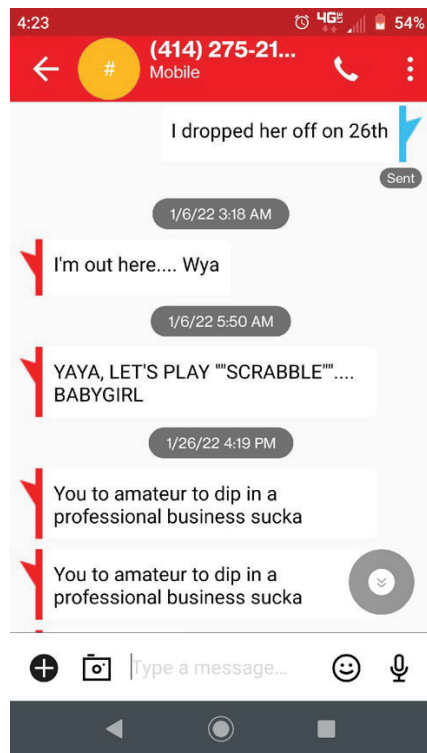 4:23 4G 54%
(414) 275-21...
Mobile
#
I dropped her off on 26th
Sent
1/6/22 3:18 AM
I'm out here.... Wya
1/6/22 5:50 AM
YAYA, LET'S PLAY ""SCRABBLE""....
BABYGIRL
1/26/22 4:19 PM
You to amateur to dip in a
professional business sucka
You to amateur to dip in a
professional business sucka
Type a message...